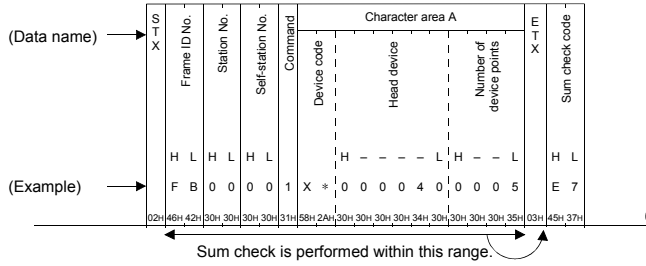 (Data name)
S T X
Frame ID No.
Station No.
Self-station No.
Command
Character area A
Device code
Head device
Number of device points
E T X
Sum check code
H L H L H L H – – – – L H – – L H L
(Example)
F B 0 0 0 0 1 X * 0 0 0 0 4 0 0 0 0 5 E 7
02H 46H 42H 30H 30H 30H 30H 31H 58H 2AH 30H 30H 30H 30H 34H 30H 30H 30H 30H 35H 03H 45H 37H
Sum check is performed within this range.